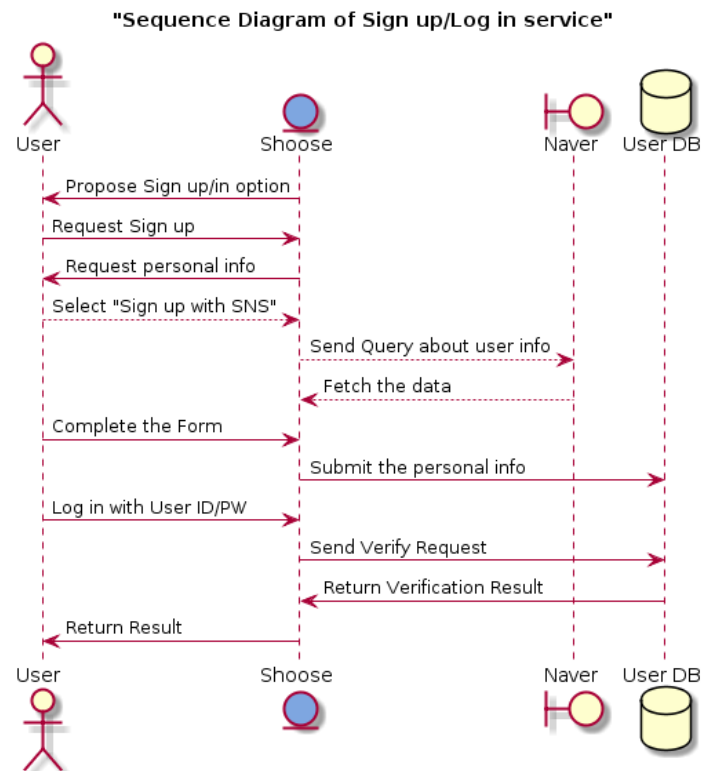 "Sequence Diagram of Sign up/Log in service"
User
Shoose
Naver
User DB
Propose Sign up/in option
Request Sign up
Request personal info
Select "Sign up with SNS"
Send Query about user info
Fetch the data
Complete the Form
Submit the personal info
Log in with User ID/PW
Send Verify Request
Return Verification Result
Return Result
User
Shoose
Naver
User DB